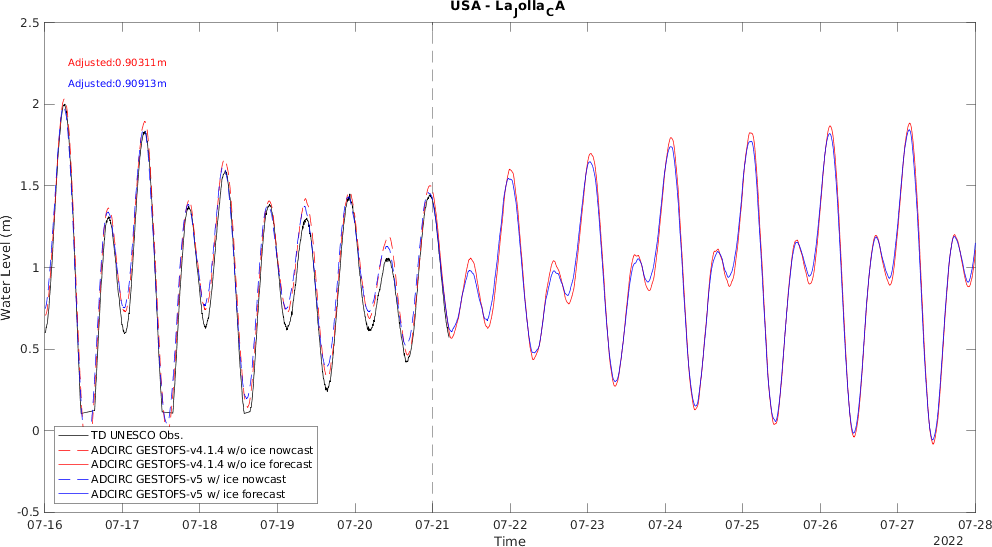 USA - LaJollaCA
Adjusted:0.90311m
Adjusted:0.90913m
Water Level (m)
2.5
2
1.5
1
0.5
0
-0.5
TD UNESCO Obs.
ADCIRC GESTOFS-v4.1.4 w/o ice nowcast
ADCIRC GESTOFS-v4.1.4 w/o ice forecast
ADCIRC GESTOFS-v5 w/ ice nowcast
ADCIRC GESTOFS-v5 w/ ice forecast
07-16 07-17 07-18 07-19 07-20 07-21 07-22 07-23 07-24 07-25 07-26 07-27 07-28
Time
2022